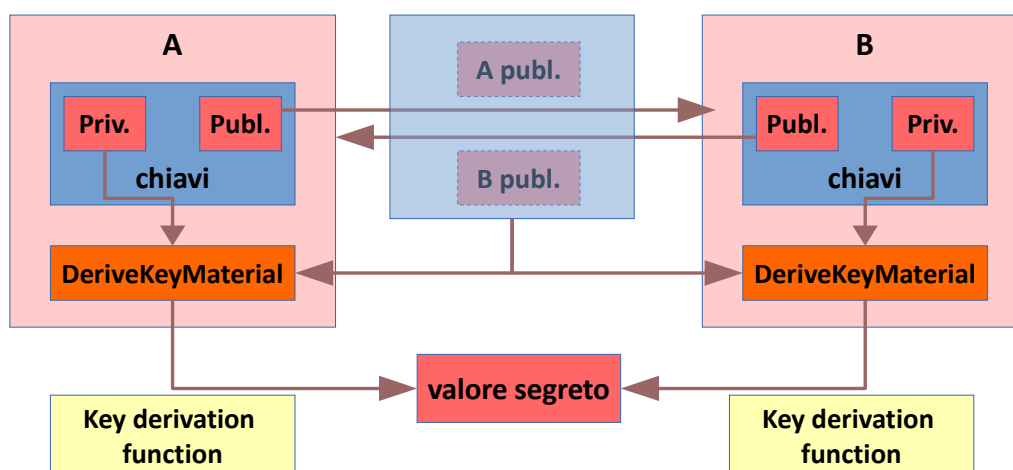 A
B
A publ.
Priv.
Publ.
Publ.
Priv.
chiavi
B publ.
chiavi
DeriveKeyMaterial
DeriveKeyMaterial
valore segreto
Key derivation
function
Key derivation
function